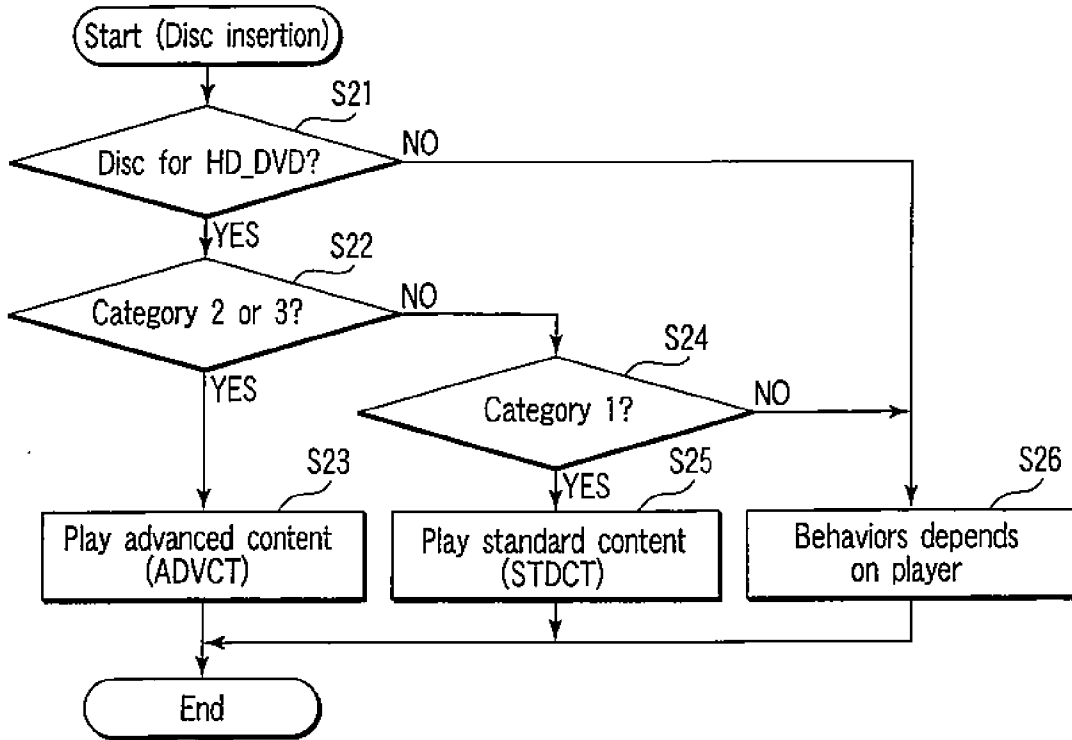 Start (Disc insertion)
S21
Disc for HD_DVD?
NO
YES
S22
Category 2 or 3?
NO
YES
S24
Category 1?
NO
YES
S23
Play advanced content
(ADVCT)
S25
Play standard content
(STDCT)
S26
Behaviors depends
on player
End